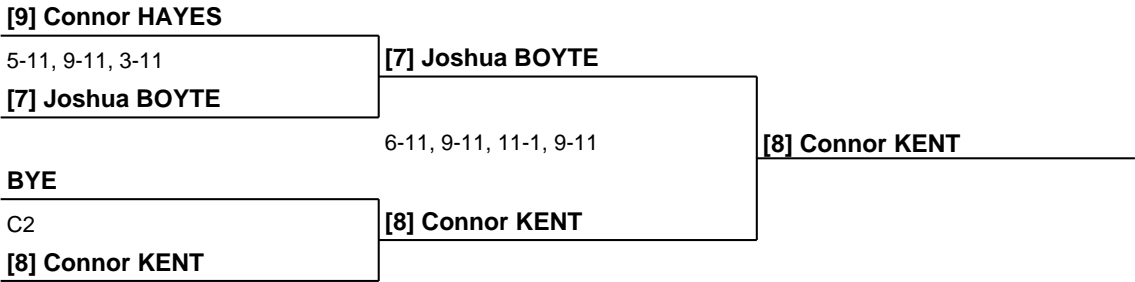 [9] Connor HAYES
5-11, 9-11, 3-11
[7] Joshua BOYTE
[7] Joshua BOYTE
6-11, 9-11, 11-1, 9-11
[8] Connor KENT
BYE
C2
[8] Connor KENT
[8] Connor KENT